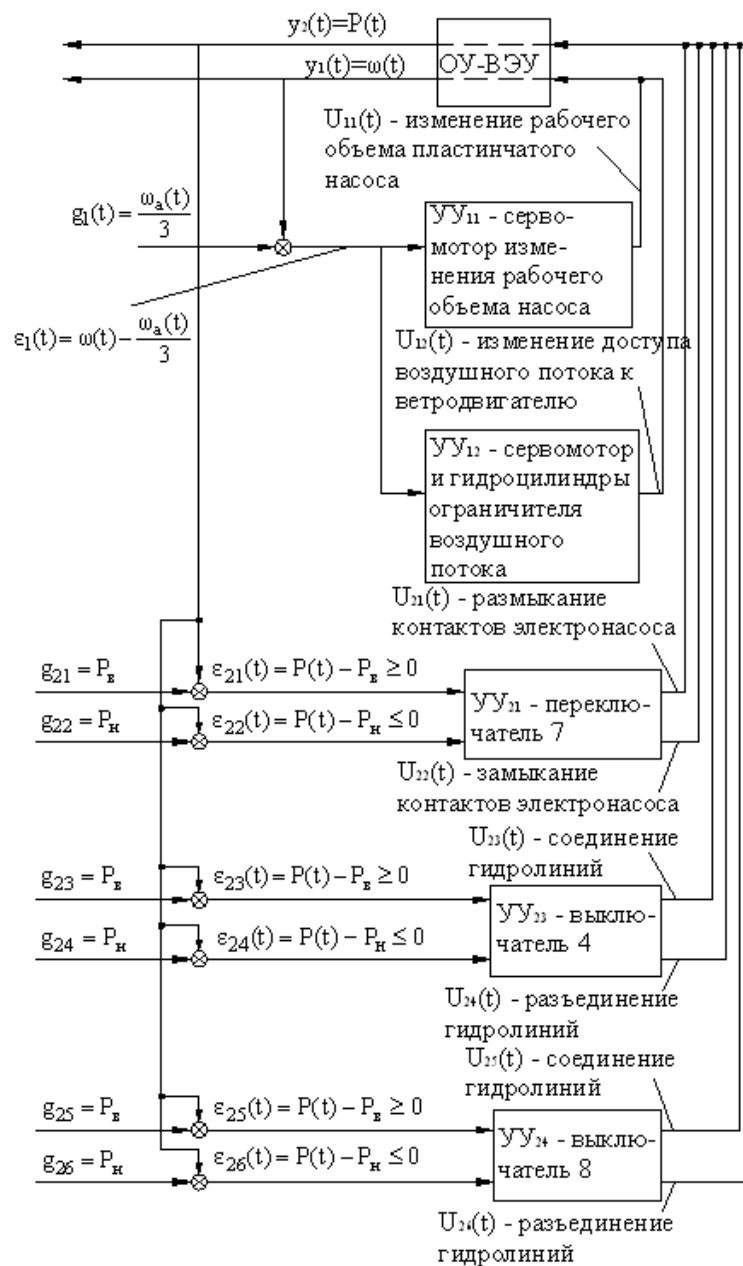 y₂(t)=P(t)
y₁(t)=ω(t)
ОУ-ВЭУ
U₁₁(t) - изменение рабочего
объема пластинчатого
насоса
g₁(t) = ωₐ(t)/3
УУ₁₁ - серво-
мотор изме-
нения рабочего
объема насоса
ε₁(t) = ω(t) − ωₐ(t)/3
U₁₂(t) - изменение доступа
воздушного потока к
ветродвигателю
УУ₁₂ - сервомотор
и гидроцилиндры
ограничителя
воздушного
потока
U₂₁(t) - размыкание
контактов электронасоса
g₂₁ = Pв
ε₂₁(t) = P(t) − Pв ≥ 0
g₂₂ = Pн
ε₂₂(t) = P(t) − Pн ≤ 0
УУ₂₁ - переклю-
чатель 7
U₂₂(t) - замыкание
контактов электронасоса
U₂₃(t) - соединение
гидролиний
g₂₃ = Pв
ε₂₃(t) = P(t) − Pв ≥ 0
g₂₄ = Pн
ε₂₄(t) = P(t) − Pн ≤ 0
УУ₂₃ - выклю-
чатель 4
U₂₄(t) - разъединение
гидролиний
U₂₅(t) - соединение
гидролиний
g₂₅ = Pв
ε₂₅(t) = P(t) − Pв ≥ 0
g₂₆ = Pн
ε₂₆(t) = P(t) − Pн ≤ 0
УУ₂₄ - выклю-
чатель 8
U₂₆(t) - разъединение
гидролиний